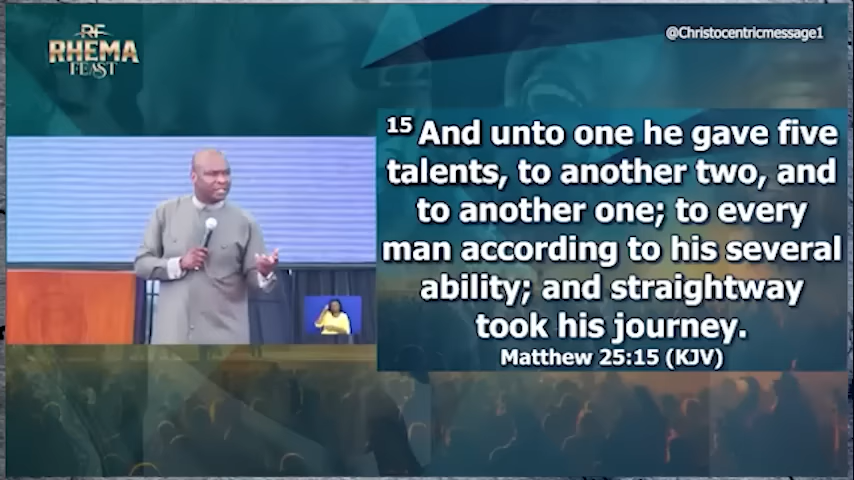 RF
RHEMA
FEAST
@Christocentricmessage1
15 And unto one he gave five
talents, to another two, and
to another one; to every
man according to his several
ability; and straightway
took his journey.
Matthew 25:15 (KJV)